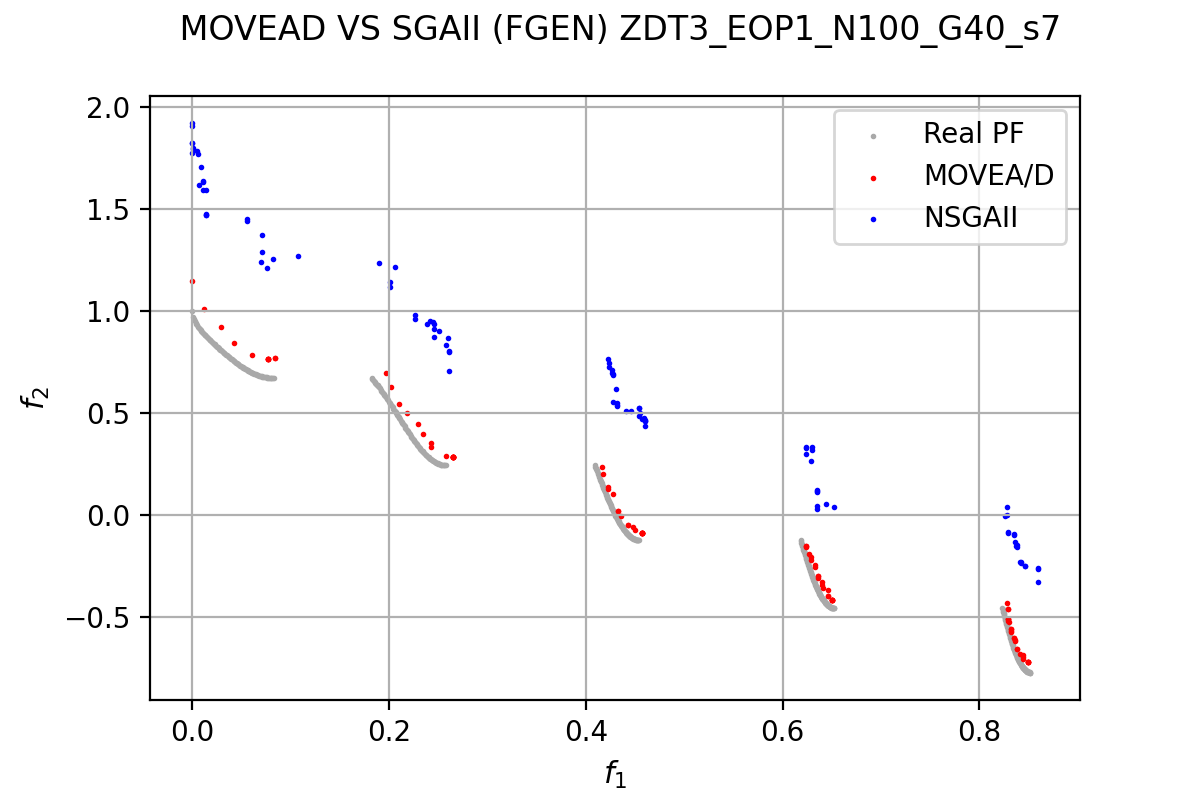 MOVEAD VS SGAII (FGEN) ZDT3_EOP1_N100_G40_s7
2.0
1.5
1.0
0.5
0.0
−0.5
f2
Real PF
MOVEA/D
NSGAII
0.0 0.2 0.4 0.6 0.8
f1